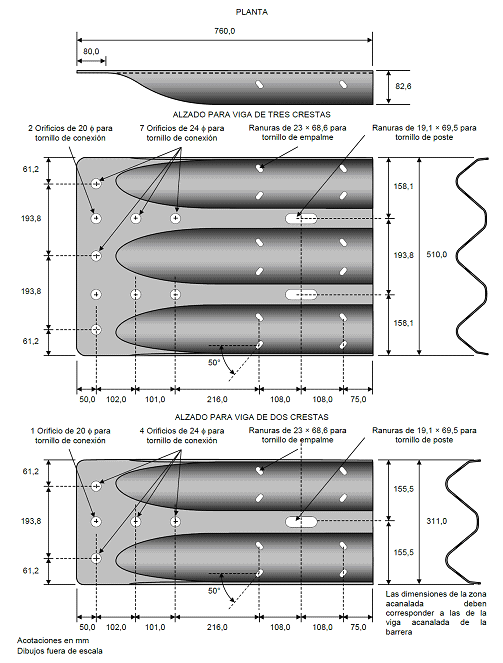 PLANTA
760,0
80,0
82,6
ALZADO PARA VIGA DE TRES CRESTAS
2 Orificios de 20 ϕ para
tornillo de conexión
7 Orificios de 24 ϕ para
tornillo de conexión
Ranuras de 23 × 68,6 para
tornillo de empalme
Ranuras de 19,1 × 69,5 para
tornillo de poste
61,2
193,8
193,8
61,2
158,1
193,8
158,1
510,0
50°
50,0
102,0
101,0
216,0
108,0
108,0
75,0
ALZADO PARA VIGA DE DOS CRESTAS
1 Orificio de 20 ϕ para
tornillo de conexión
4 Orificios de 24 ϕ para
tornillo de conexión
Ranuras de 23 × 68,6 para
tornillo de empalme
Ranuras de 19,1 × 69,5 para
tornillo de poste
61,2
193,8
61,2
155,5
155,5
311,0
50°
50,0
102,0
101,0
216,0
108,0
108,0
75,0
Las dimensiones de la zona
acanalada deben
corresponder a las de la
viga acanalada de la
barrera
Acotaciones en mm
Dibujos fuera de escala